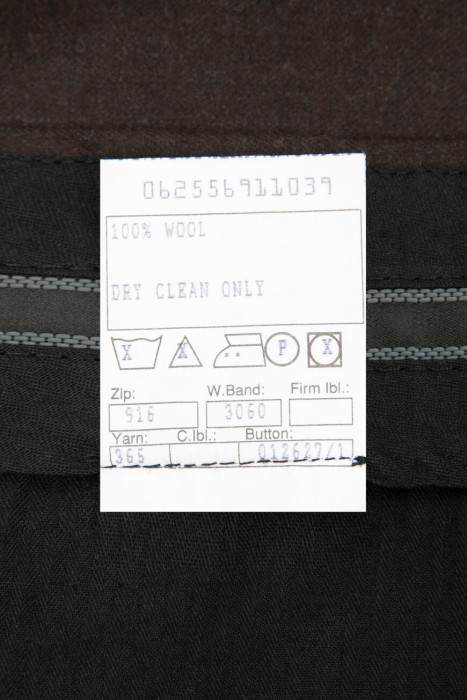 062556911039
100% WOOL
DRY CLEAN ONLY
X X P X
Zip: W.Band: Firm lbl.:
916 3060
Yarn: C.lbl.: Button:
365 012627/1